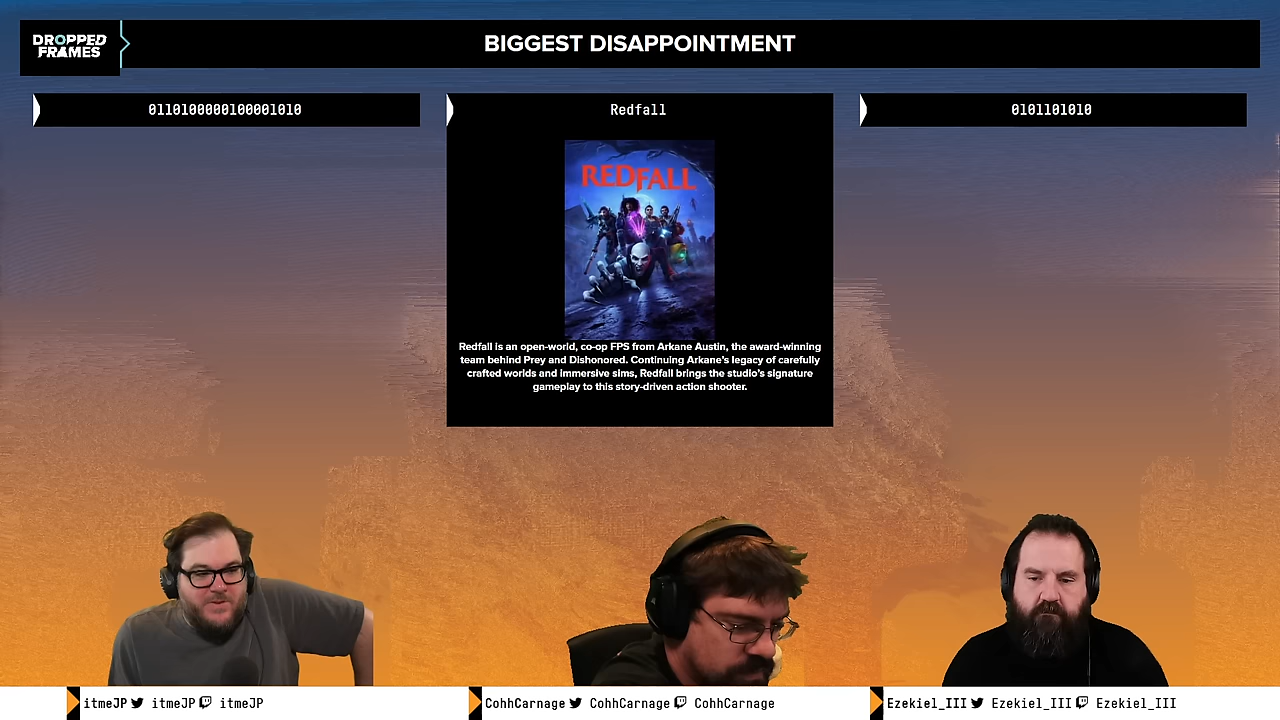 DROPPED
FRAMES
BIGGEST DISAPPOINTMENT
0110100000100001010
Redfall
0101101010
REDFALL
Redfall is an open-world, co-op FPS from Arkane Austin, the award-winning
team behind Prey and Dishonored. Continuing Arkane's legacy of carefully
crafted worlds and immersive sims, Redfall brings the studio's signature
gameplay to this story-driven action shooter.
itmeJP itmeJP itmeJP
CohhCarnage CohhCarnage CohhCarnage
Ezekiel_III Ezekiel_III Ezekiel_III